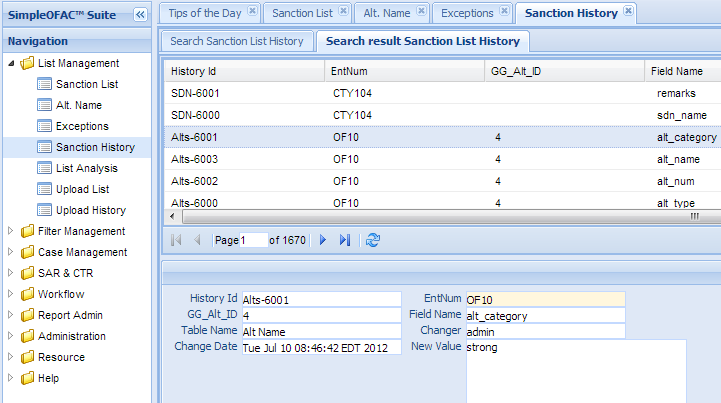 SimpleOFAC™ Suite
Tips of the Day
Sanction List
Alt. Name
Exceptions
Sanction History
Navigation
List Management
Sanction List
Alt. Name
Exceptions
Sanction History
List Analysis
Upload List
Upload History
Filter Management
Case Management
SAR & CTR
Workflow
Report Admin
Administration
Resource
Help
Search Sanction List History
Search result Sanction List History
History Id EntNum GG_Alt_ID Field Name
SDN-6001 CTY104 remarks
SDN-6000 CTY104 sdn_name
Alts-6001 OF10 4 alt_category
Alts-6003 OF10 4 alt_name
Alts-6002 OF10 4 alt_num
Alts-6000 OF10 4 alt_type
Page 1 of 1670
History Id Alts-6001 EntNum OF10
GG_Alt_ID 4 Field Name alt_category
Table Name Alt Name Changer admin
Change Date Tue Jul 10 08:46:42 EDT 2012 New Value strong